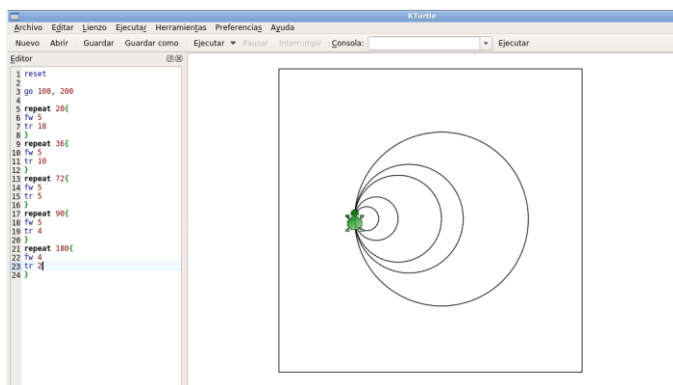 KTurtle
Archivo Editar Lienzo Ejecutar Herramientas Preferencias Ayuda
Nuevo Abrir Guardar Guardar como Ejecutar Pausar Interrumpir Consola: Ejecutar
Editor
1 reset
2
3 go 100, 200
4
5 repeat 20{
6 fw 5
7 tr 18
8 }
9 repeat 36{
10 fw 5
11 tr 10
12 }
13 repeat 72{
14 fw 5
15 tr 5
16 }
17 repeat 90{
18 fw 5
19 tr 4
20 }
21 repeat 180{
22 fw 4
23 tr 2
24 }